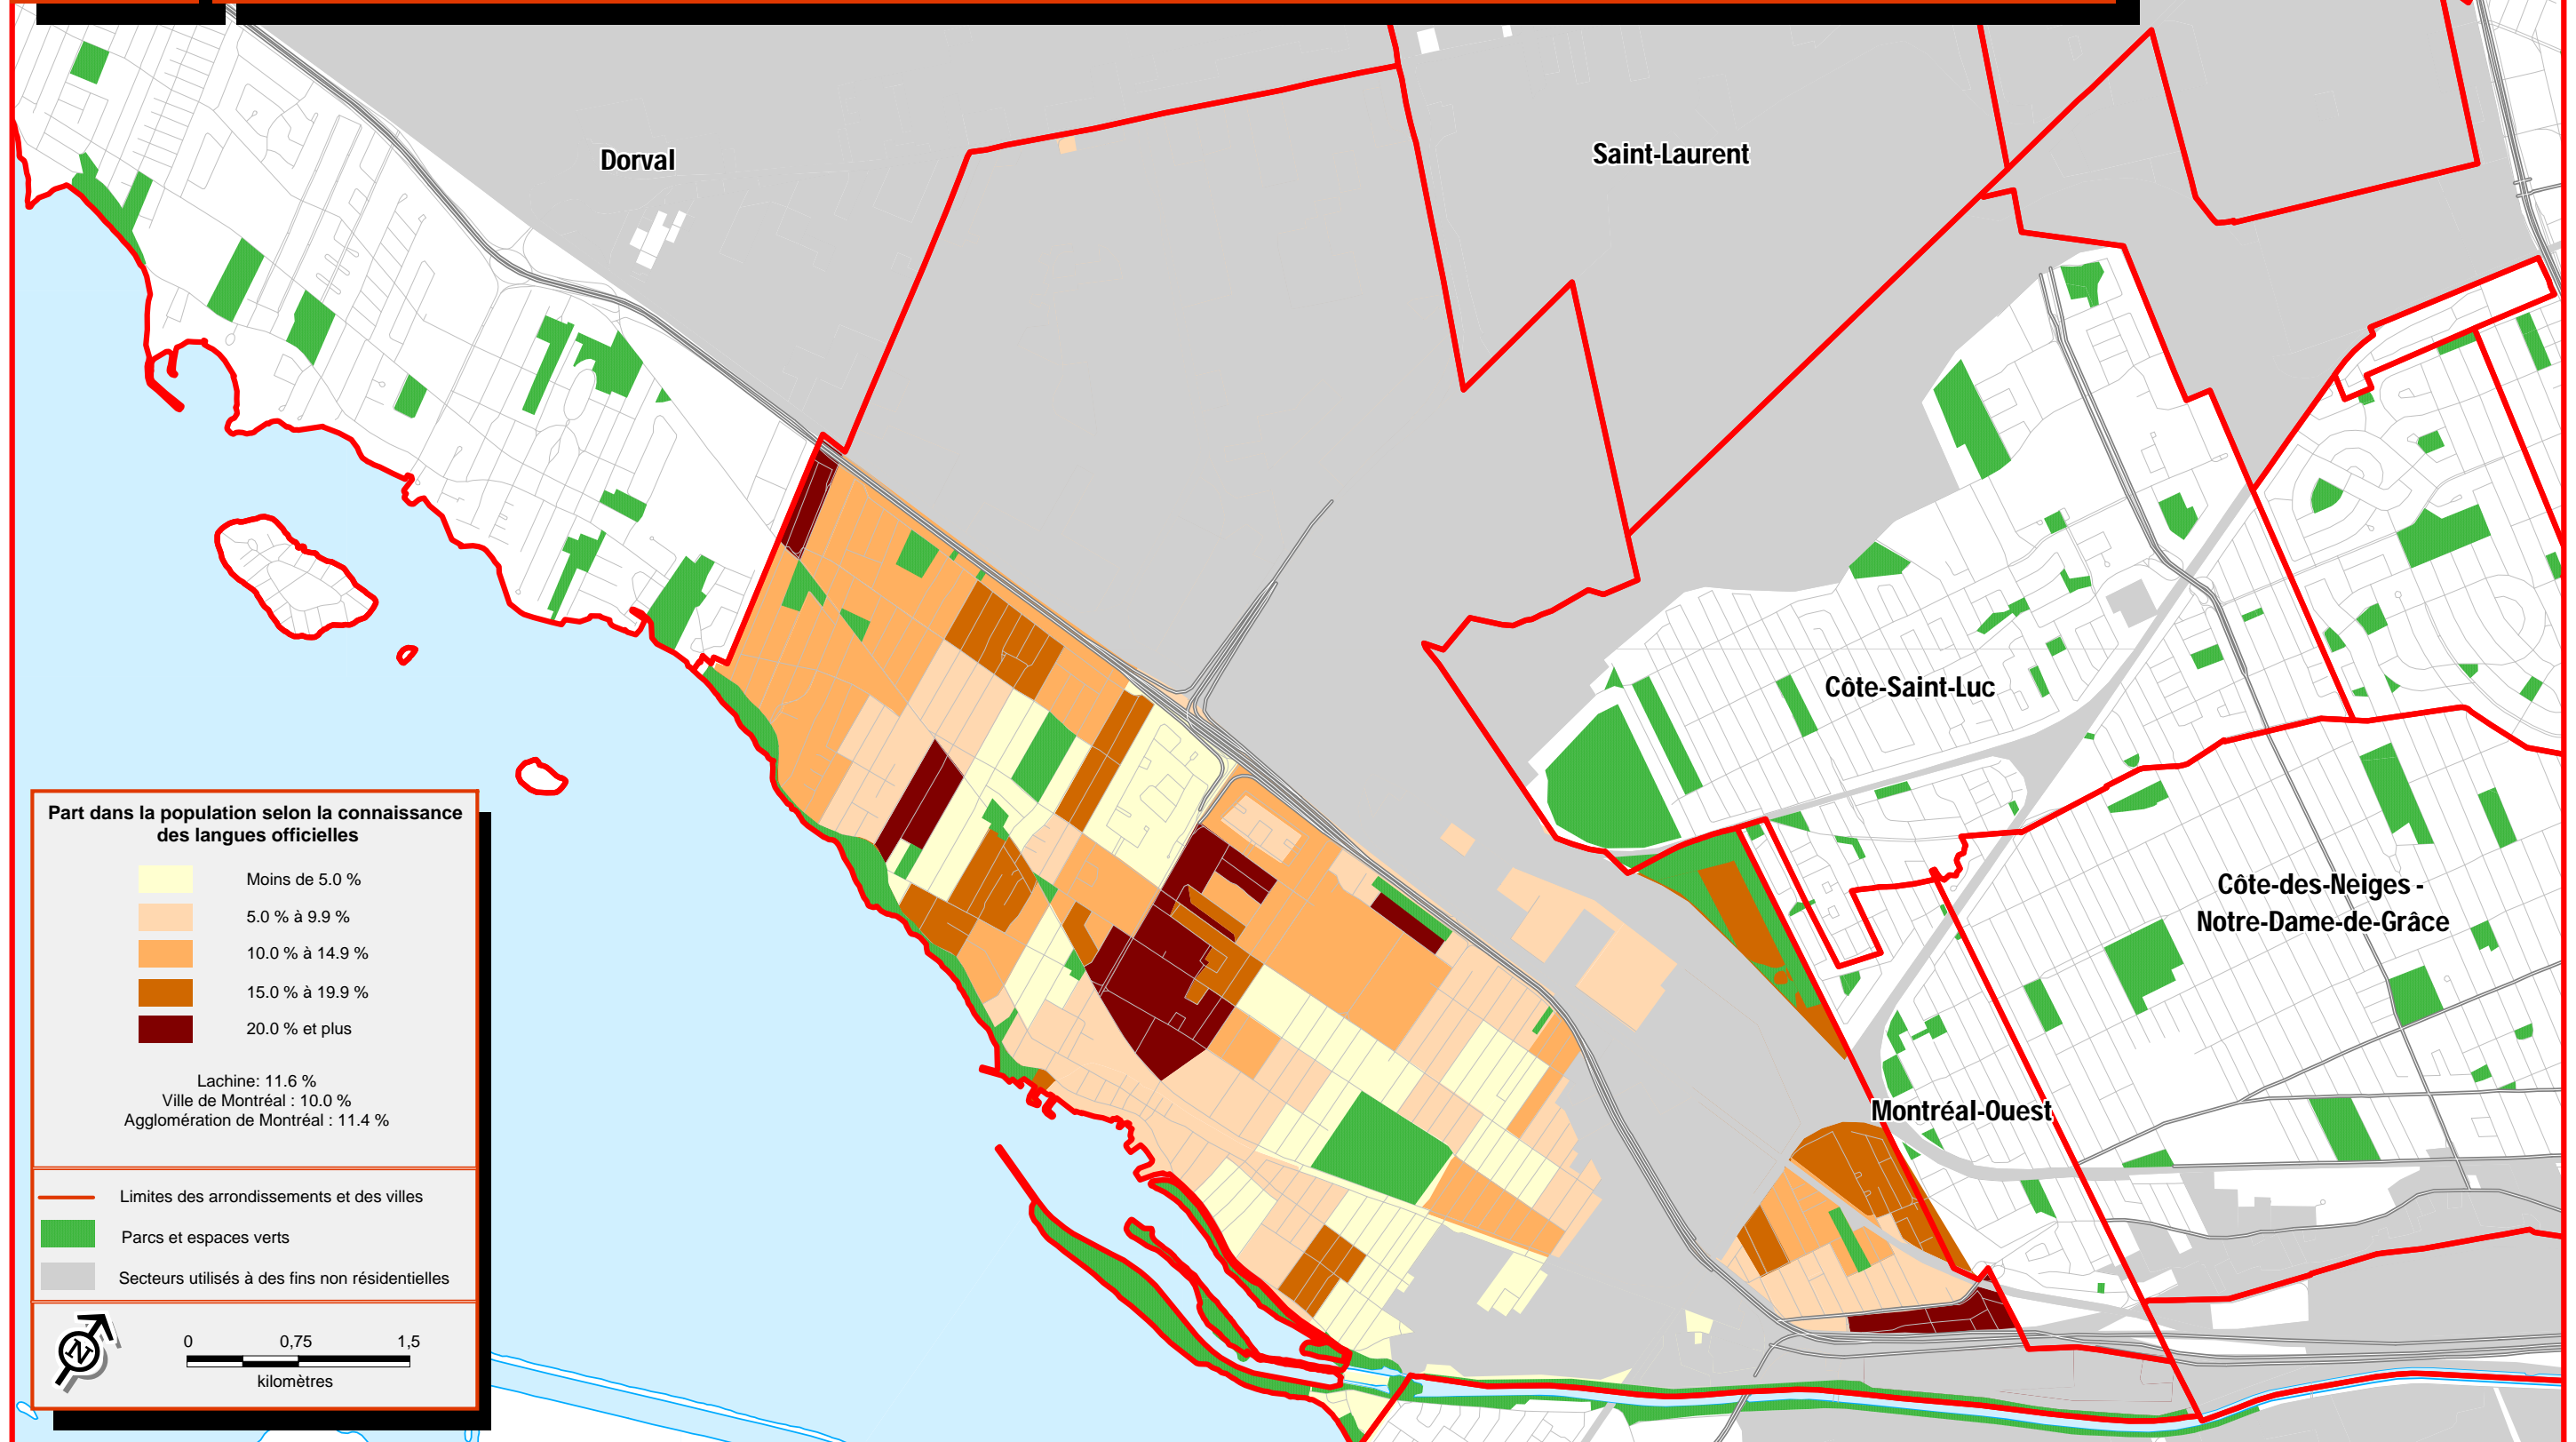 Dorval
Saint-Laurent
Côte-Saint-Luc
Côte-des-Neiges -
Notre-Dame-de-Grâce
Montréal-Ouest
Part dans la population selon la connaissance
des langues officielles
Moins de 5.0 %
5.0 % à 9.9 %
10.0 % à 14.9 %
15.0 % à 19.9 %
20.0 % et plus
Lachine: 11.6 %
Ville de Montréal : 10.0 %
Agglomération de Montréal : 11.4 %
Limites des arrondissements et des villes
Parcs et espaces verts
Secteurs utilisés à des fins non résidentielles
N
0 0,75 1,5
kilomètres